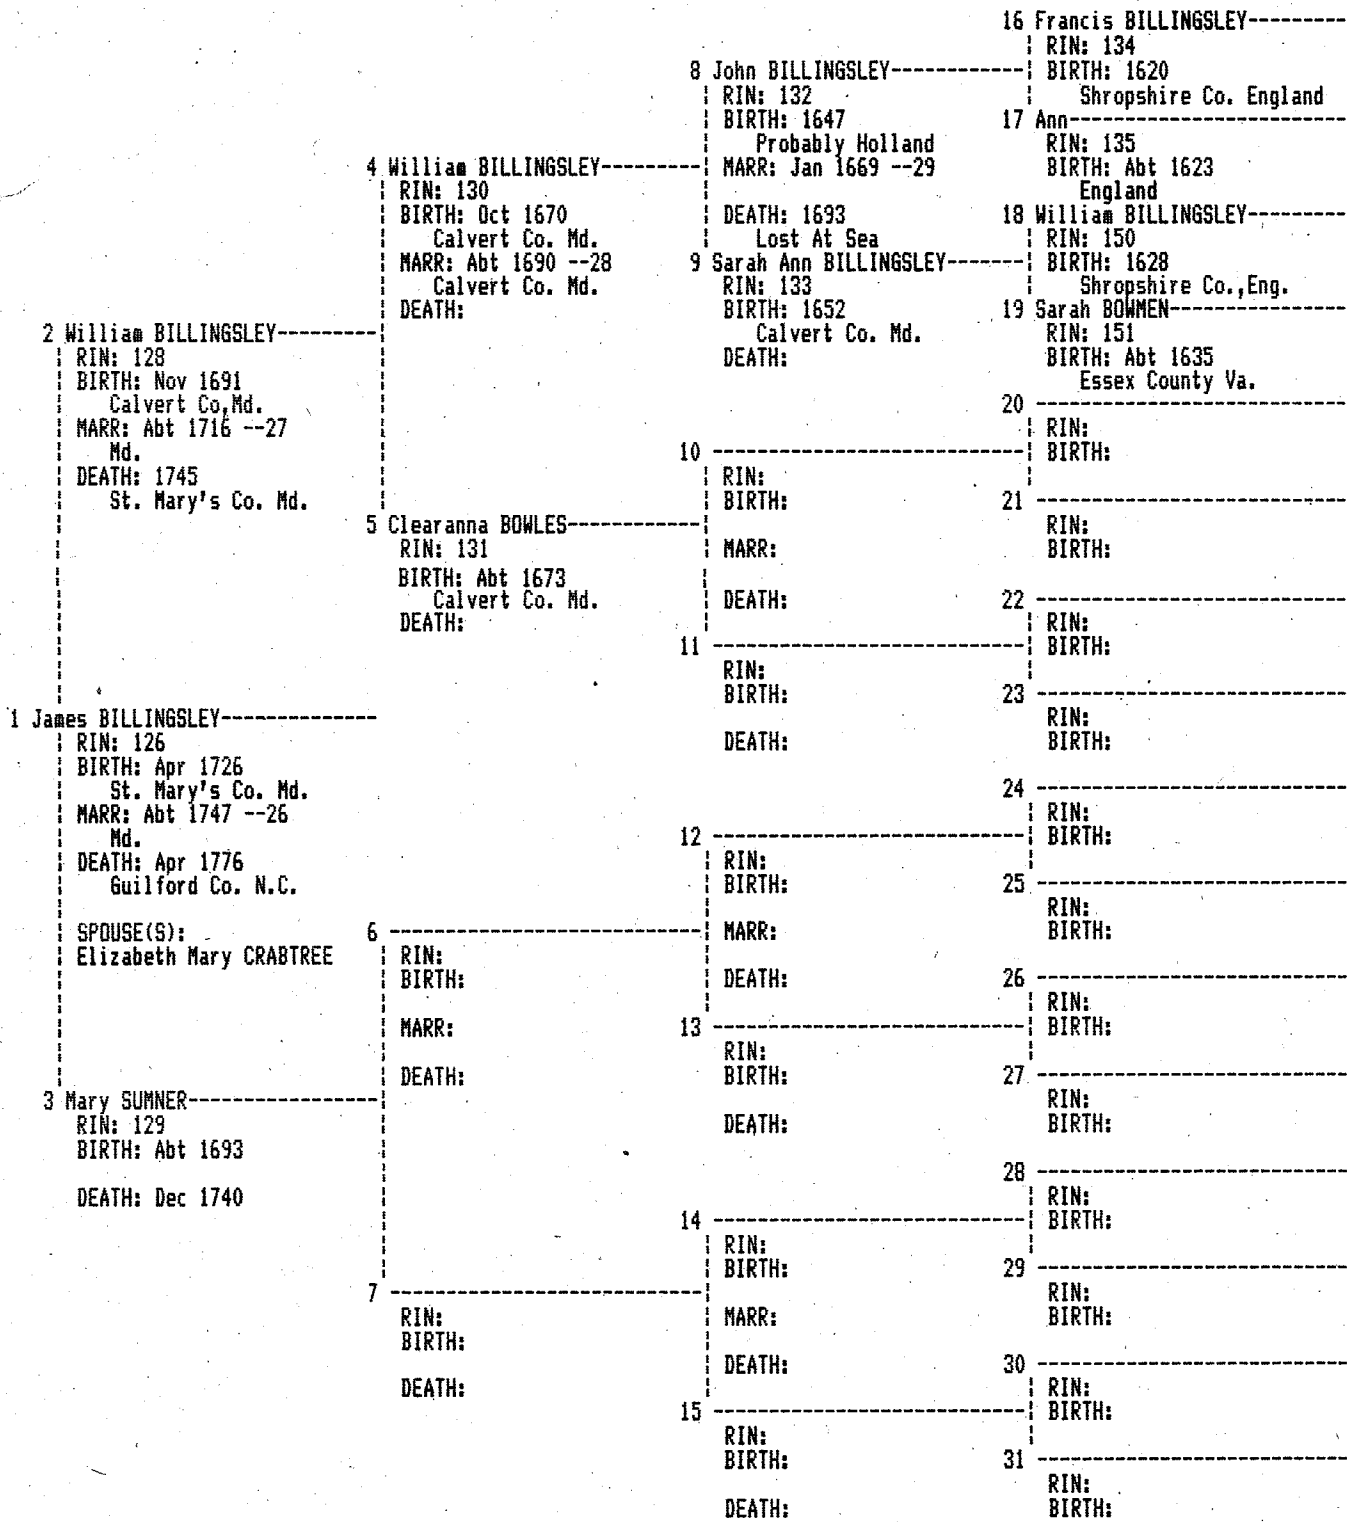 16 Francis BILLINGSLEY---------
RIN: 134
8 John BILLINGSLEY------------ BIRTH: 1620
RIN: 132 Shropshire Co. England
BIRTH: 1647 17 Ann-------------------------
Probably Holland RIN: 135
4 William BILLINGSLEY--------- MARR: Jan 1669 --29 BIRTH: Abt 1623
RIN: 130 England
BIRTH: Oct 1670 DEATH: 1693 18 William BILLINGSLEY---------
Calvert Co. Md. Lost At Sea RIN: 150
MARR: Abt 1690 --28 9 Sarah Ann BILLINGSLEY------- BIRTH: 1628
Calvert Co. Md. RIN: 133 Shropshire Co.,Eng.
DEATH: BIRTH: 1652 19 Sarah BOWMEN----------------
2 William BILLINGSLEY--------- Calvert Co. Md. RIN: 151
RIN: 128 DEATH: BIRTH: Abt 1635
BIRTH: Nov 1691 Essex County Va.
Calvert Co,Md. 20 ----------------------------
MARR: Abt 1716 --27 RIN:
Md. 10 ---------------------------- BIRTH:
DEATH: 1745 RIN:
St. Mary's Co. Md. BIRTH: 21 ----------------------------
5 Clearanna BOWLES------------ RIN:
RIN: 131 MARR: BIRTH:
BIRTH: Abt 1673
Calvert Co. Md. DEATH: 22 ----------------------------
DEATH: RIN:
11 ---------------------------- BIRTH:
RIN:
BIRTH: 23 ----------------------------
1 James BILLINGSLEY-------------- RIN:
RIN: 126 DEATH: BIRTH:
BIRTH: Apr 1726
St. Mary's Co. Md. 24 ----------------------------
MARR: Abt 1747 --26 RIN:
Md. 12 ---------------------------- BIRTH:
DEATH: Apr 1776 RIN:
Guilford Co. N.C. BIRTH: 25 ----------------------------
RIN:
SPOUSE(S): 6 ---------------------------- MARR: BIRTH:
Elizabeth Mary CRABTREE RIN:
BIRTH: DEATH: 26 ----------------------------
RIN:
MARR: 13 ---------------------------- BIRTH:
RIN:
DEATH: BIRTH: 27 ----------------------------
3 Mary SUMNER----------------- RIN:
RIN: 129 DEATH: BIRTH:
BIRTH: Abt 1693
28 ----------------------------
DEATH: Dec 1740 RIN:
14 ---------------------------- BIRTH:
RIN:
BIRTH: 29 ----------------------------
7 ---------------------------- RIN:
RIN: MARR: BIRTH:
BIRTH:
DEATH: 30 ----------------------------
DEATH: RIN:
15 ---------------------------- BIRTH:
RIN:
BIRTH: 31 ----------------------------
RIN:
DEATH: BIRTH: